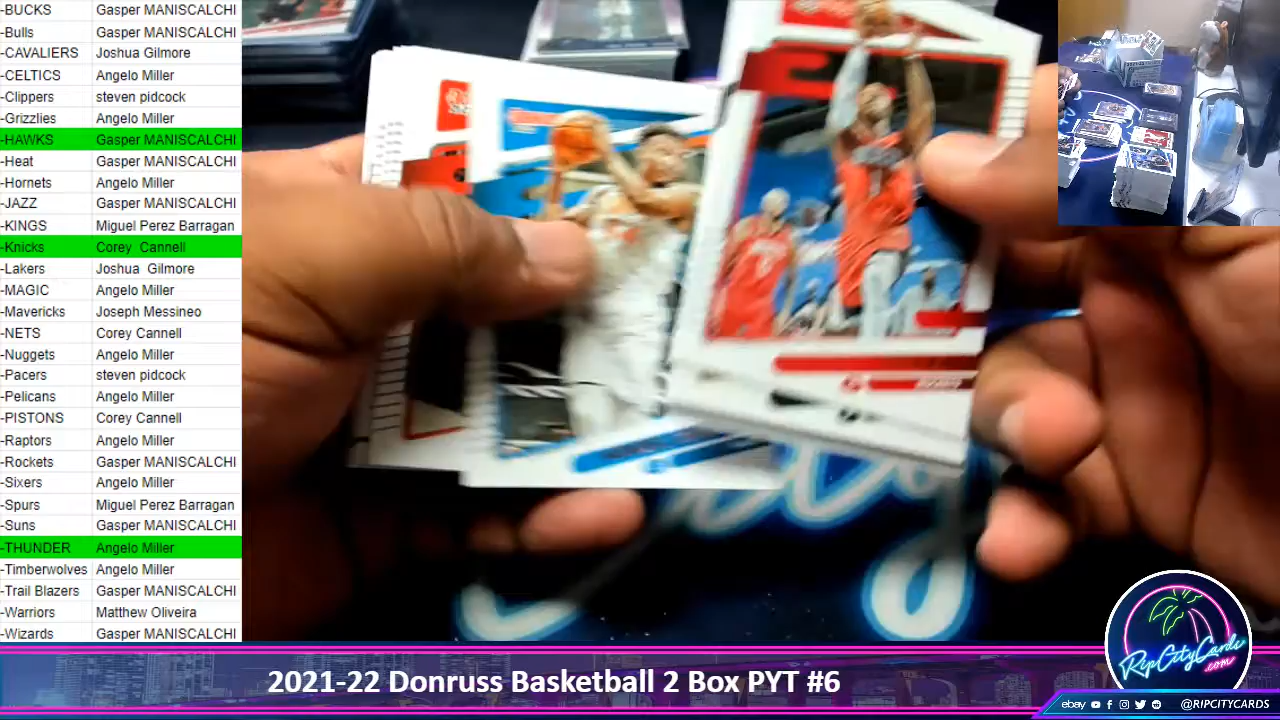 -BUCKS Gasper MANISCALCHI
-Bulls Gasper MANISCALCHI
-CAVALIERS Joshua Gilmore
-CELTICS Angelo Miller
-Clippers steven pidcock
-Grizzlies Angelo Miller
-HAWKS Gasper MANISCALCHI
-Heat Gasper MANISCALCHI
-Hornets Angelo Miller
-JAZZ Gasper MANISCALCHI
-KINGS Miguel Perez Barragan
-Knicks Corey Cannell
-Lakers Joshua Gilmore
-MAGIC Angelo Miller
-Mavericks Joseph Messineo
-NETS Corey Cannell
-Nuggets Angelo Miller
-Pacers steven pidcock
-Pelicans Angelo Miller
-PISTONS Corey Cannell
-Raptors Angelo Miller
-Rockets Gasper MANISCALCHI
-Sixers Angelo Miller
-Spurs Miguel Perez Barragan
-Suns Gasper MANISCALCHI
-THUNDER Angelo Miller
-Timberwolves Angelo Miller
-Trail Blazers Gasper MANISCALCHI
-Warriors Matthew Oliveira
-Wizards Gasper MANISCALCHI
RipCityCards
.com
2021-22 Donruss Basketball 2 Box PYT #6
ebay @RIPCITYCARDS